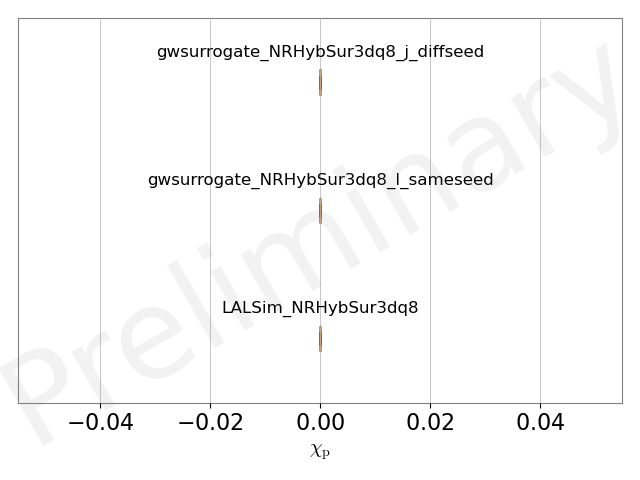 gwsurrogate_NRHybSur3dq8_j_diffseed
gwsurrogate_NRHybSur3dq8_l_sameseed
LALSim_NRHybSur3dq8
Preliminary
−0.04 −0.02 0.00 0.02 0.04
χp